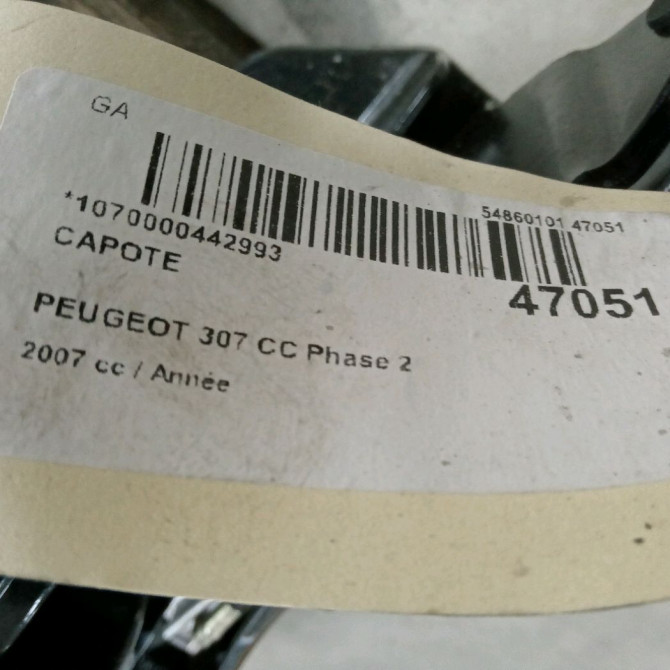 GA
*1070000442993
54860101 47051
CAPOTE
47051
PEUGEOT 307 CC Phase 2
2007 cc / Année